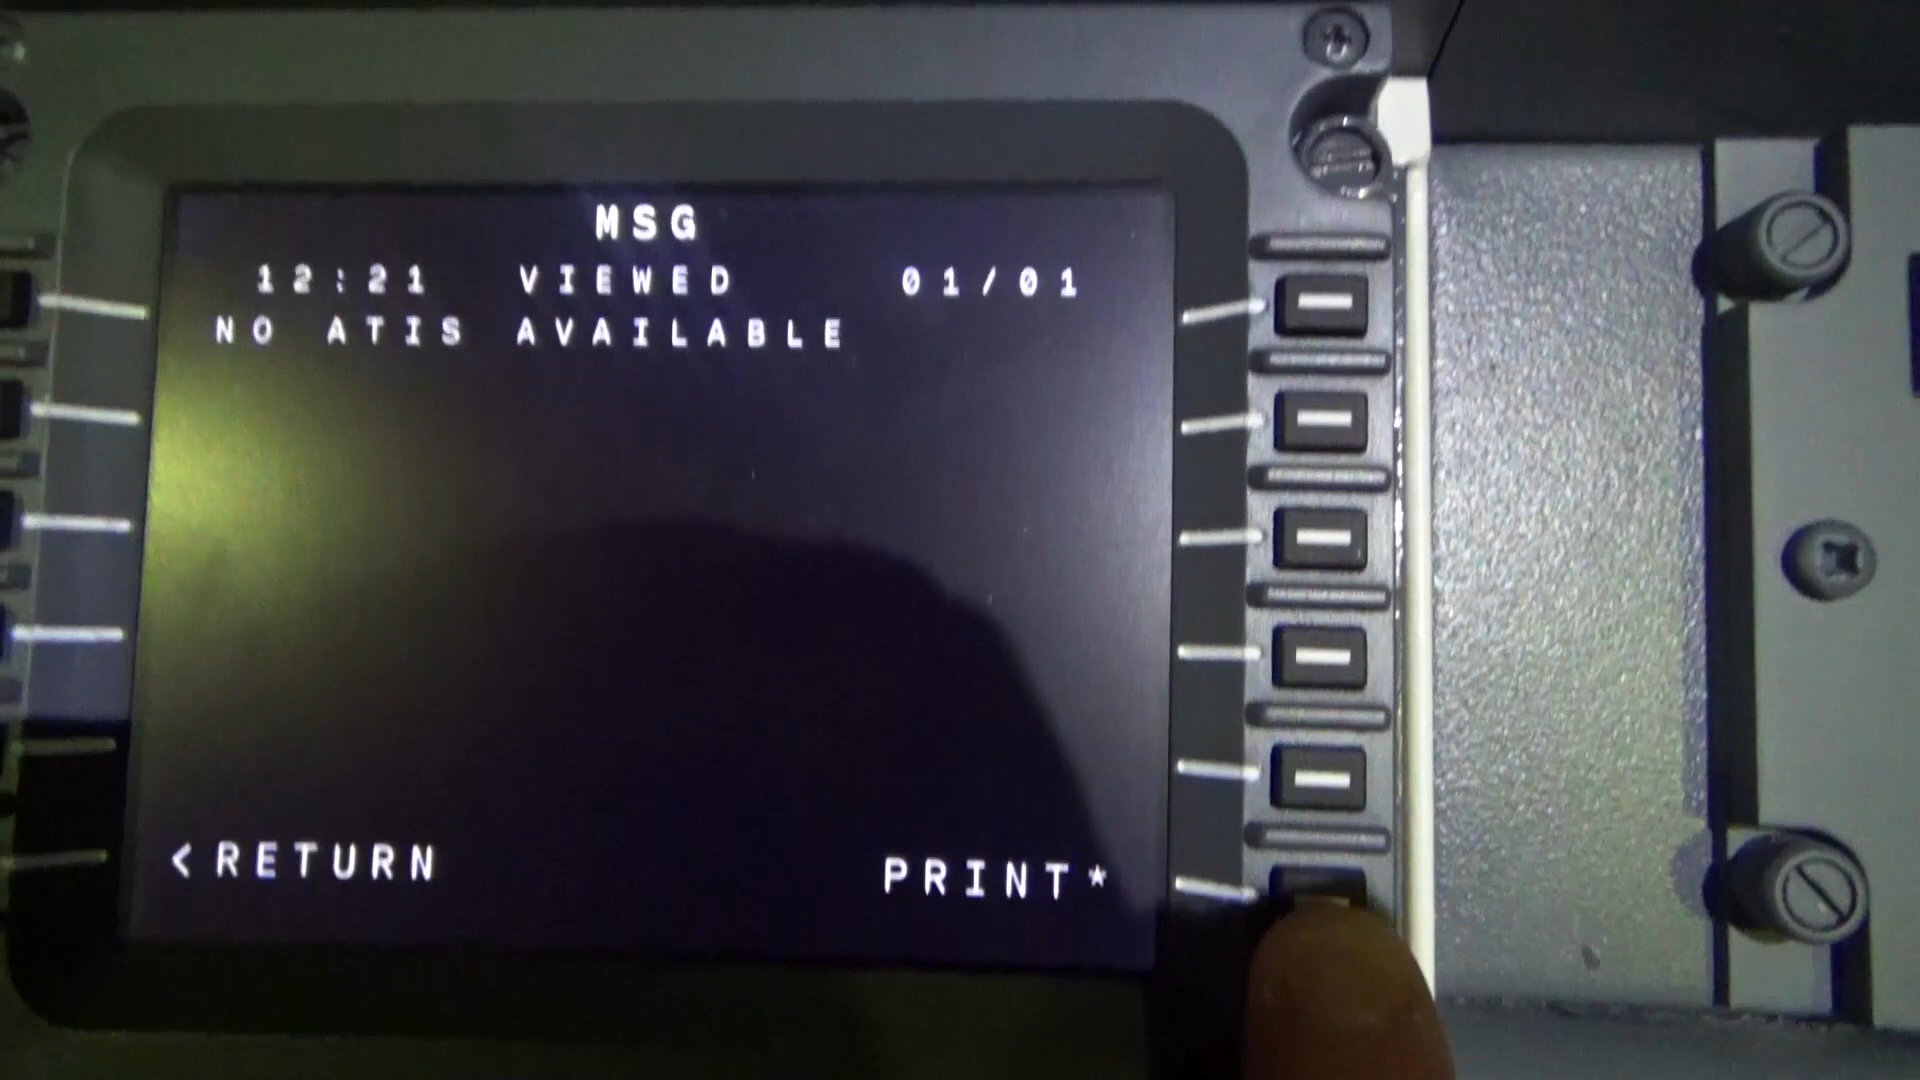 MSG
12:21 VIEWED 01/01
NO ATIS AVAILABLE
<RETURN PRINT*